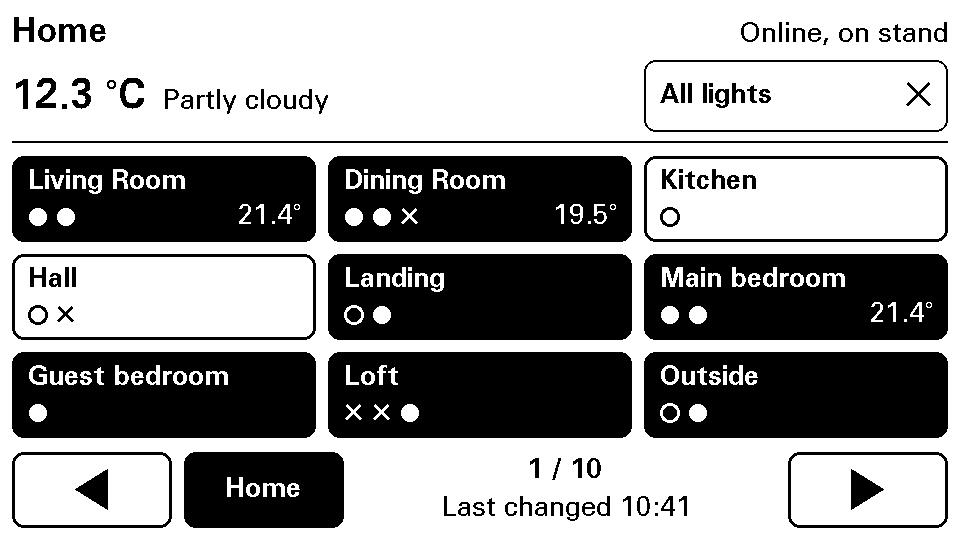 Home
Online, on stand
12.3 °C Partly cloudy
All lights
Living Room
21.4°
Dining Room
19.5°
Kitchen
Hall
Landing
Main bedroom
21.4°
Guest bedroom
Loft
Outside
Home
1 / 10
Last changed 10:41